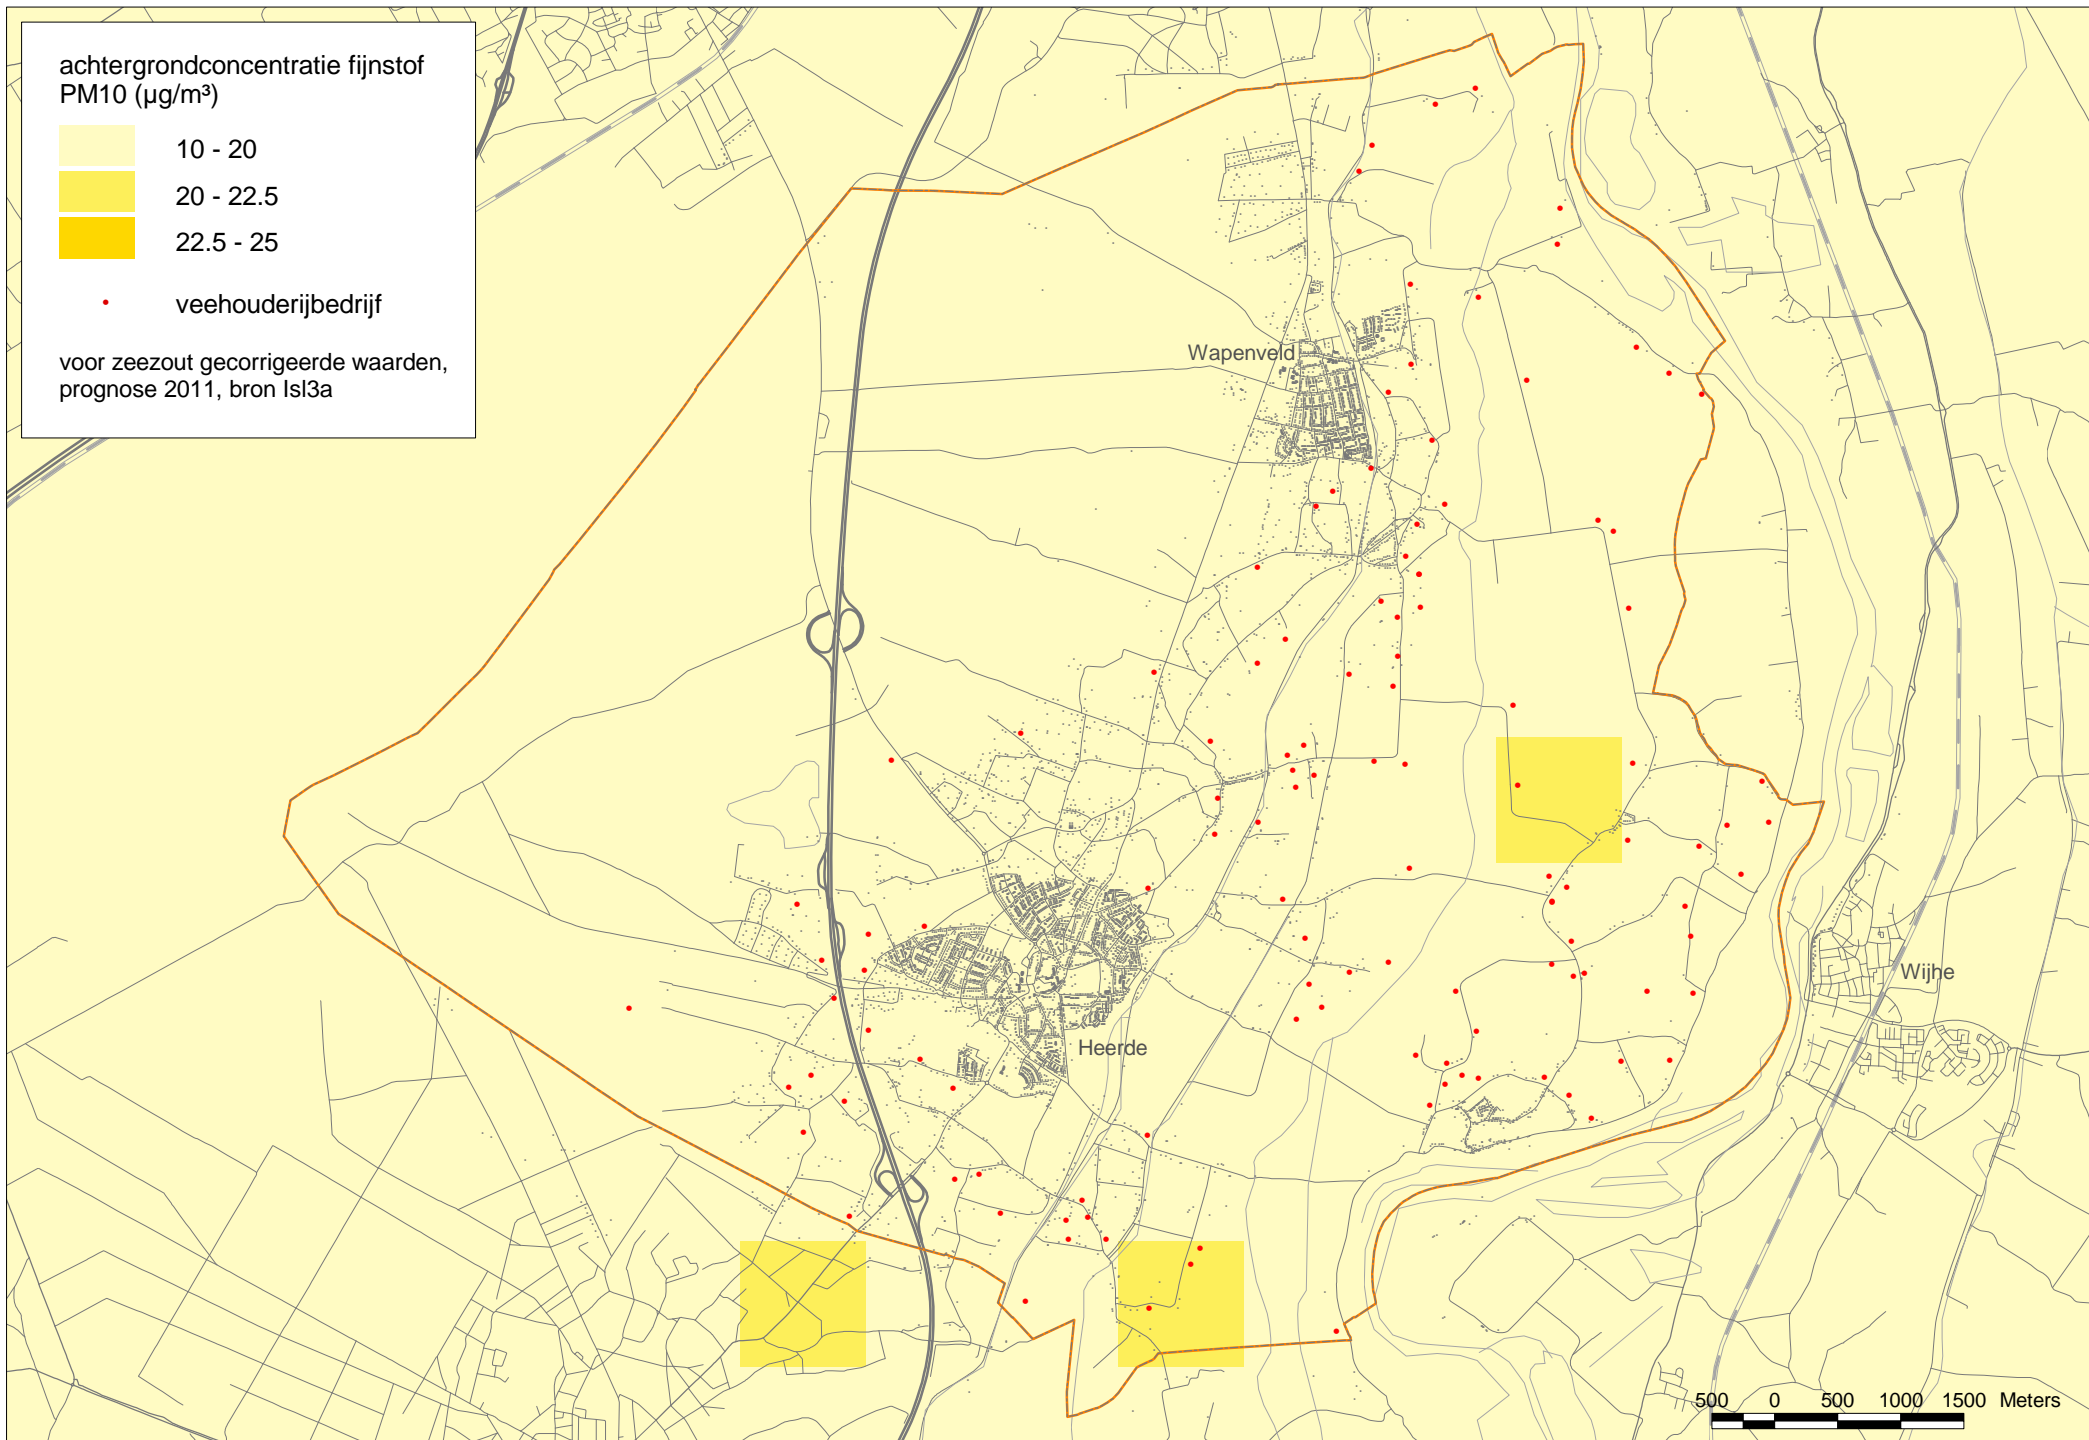 achtergrondconcentratie fijnstof
PM10 (µg/m³)
10 - 20
20 - 22.5
22.5 - 25
veehouderijbedrijf
voor zeezout gecorrigeerde waarden,
prognose 2011, bron Isl3a
Wapenveld
Wijhe
Heerde
500 0 500 1000 1500 Meters